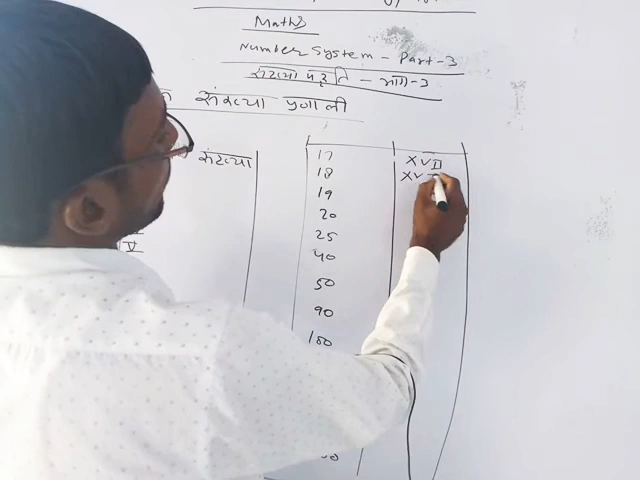 Maths
Number System - Part-3
संख्या पद्धति - भाग-3
संख्या प्रणाली
संख्या
V
17 XVII
18 XV
19
20
25
40
50
90
100